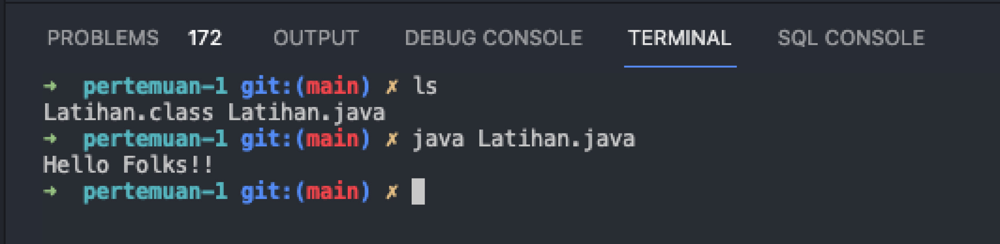 PROBLEMS 172 OUTPUT DEBUG CONSOLE TERMINAL SQL CONSOLE
➜ pertemuan-1 git:(main) ✗ ls
Latihan.class Latihan.java
➜ pertemuan-1 git:(main) ✗ java Latihan.java
Hello Folks!!
➜ pertemuan-1 git:(main) ✗